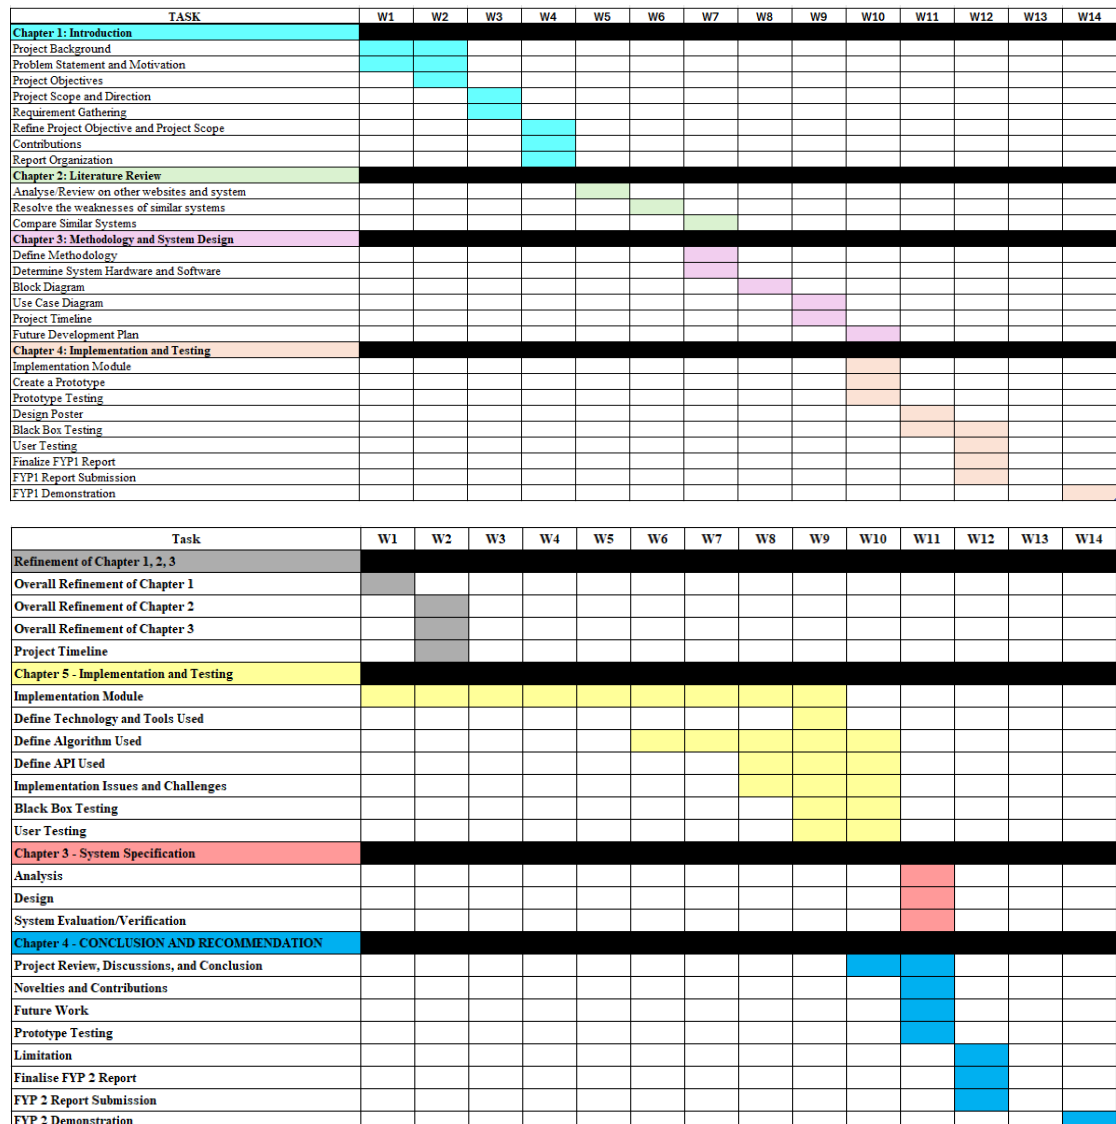 TASK W1 W2 W3 W4 W5 W6 W7 W8 W9 W10 W11 W12 W13 W14
Chapter 1: Introduction
Project Background
Problem Statement and Motivation
Project Objectives
Project Scope and Direction
Requirement Gathering
Refine Project Objective and Project Scope
Contributions
Report Organization
Chapter 2: Literature Review
Analyse/Review on other websites and system
Resolve the weaknesses of similar systems
Compare Similar Systems
Chapter 3: Methodology and System Design
Define Methodology
Determine System Hardware and Software
Block Diagram
Use Case Diagram
Project Timeline
Future Development Plan
Chapter 4: Implementation and Testing
Implementation Module
Create a Prototype
Prototype Testing
Design Poster
Black Box Testing
User Testing
Finalize FYP1 Report
FYP1 Report Submission
FYP1 Demonstration
Task W1 W2 W3 W4 W5 W6 W7 W8 W9 W10 W11 W12 W13 W14
Refinement of Chapter 1, 2, 3
Overall Refinement of Chapter 1
Overall Refinement of Chapter 2
Overall Refinement of Chapter 3
Project Timeline
Chapter 5 - Implementation and Testing
Implementation Module
Define Technology and Tools Used
Define Algorithm Used
Define API Used
Implementation Issues and Challenges
Black Box Testing
User Testing
Chapter 3 - System Specification
Analysis
Design
System Evaluation/Verification
Chapter 4 - CONCLUSION AND RECOMMENDATION
Project Review, Discussions, and Conclusion
Novelties and Contributions
Future Work
Prototype Testing
Limitation
Finalise FYP 2 Report
FYP 2 Report Submission
FYP 2 Demonstration